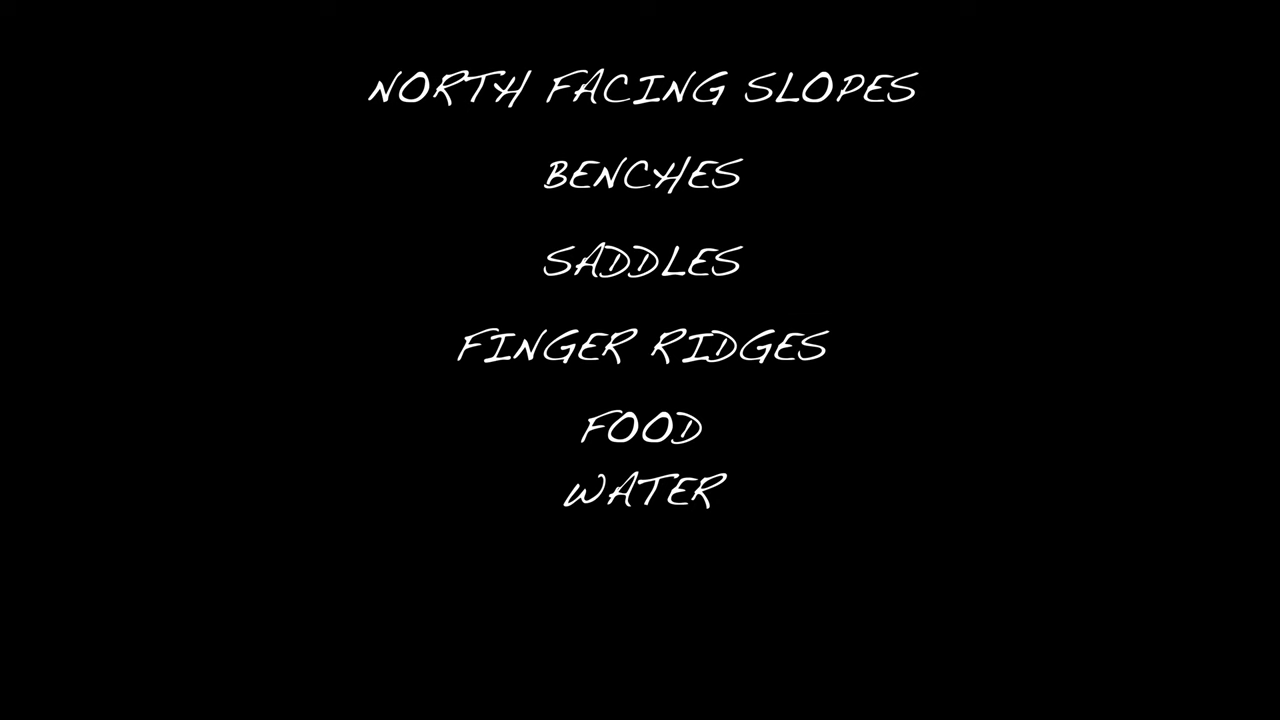 NORTH FACING SLOPES
BENCHES
SADDLES
FINGER RIDGES
FOOD
WATER